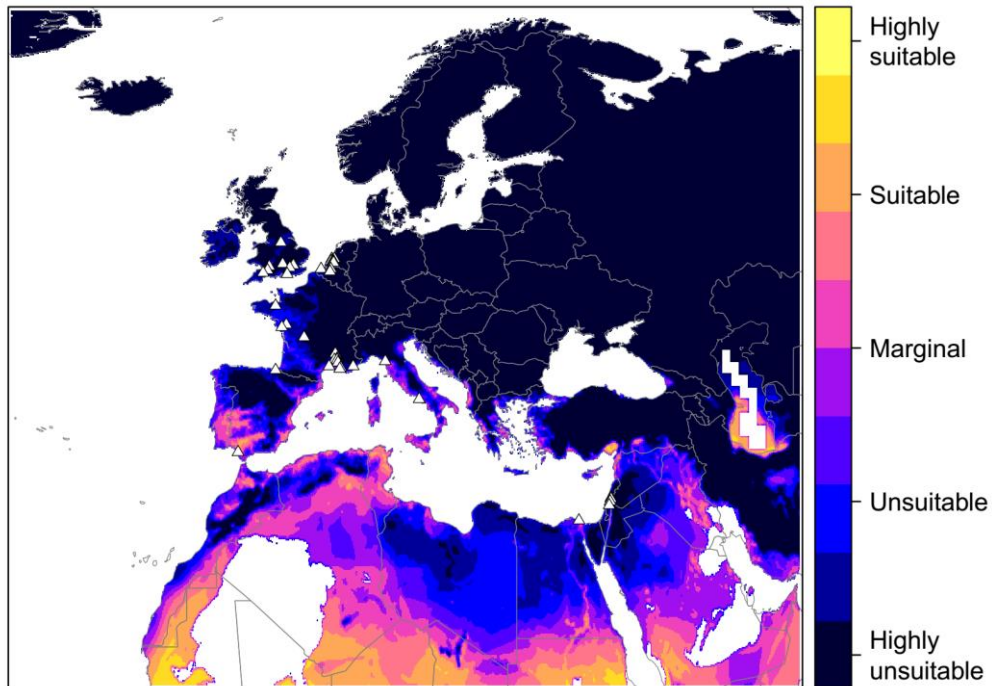 Highly
suitable
Suitable
Marginal
Unsuitable
Highly
unsuitable